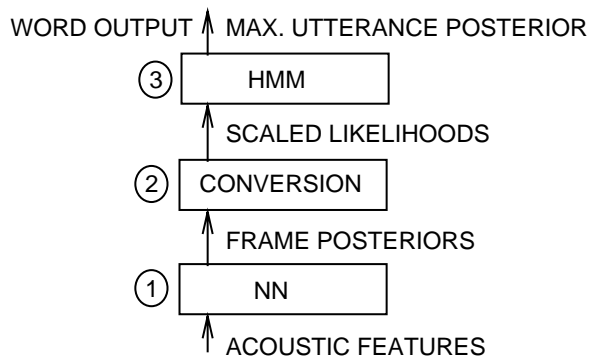 WORD OUTPUT MAX. UTTERANCE POSTERIOR
3 HMM
SCALED LIKELIHOODS
2 CONVERSION
FRAME POSTERIORS
1 NN
ACOUSTIC FEATURES